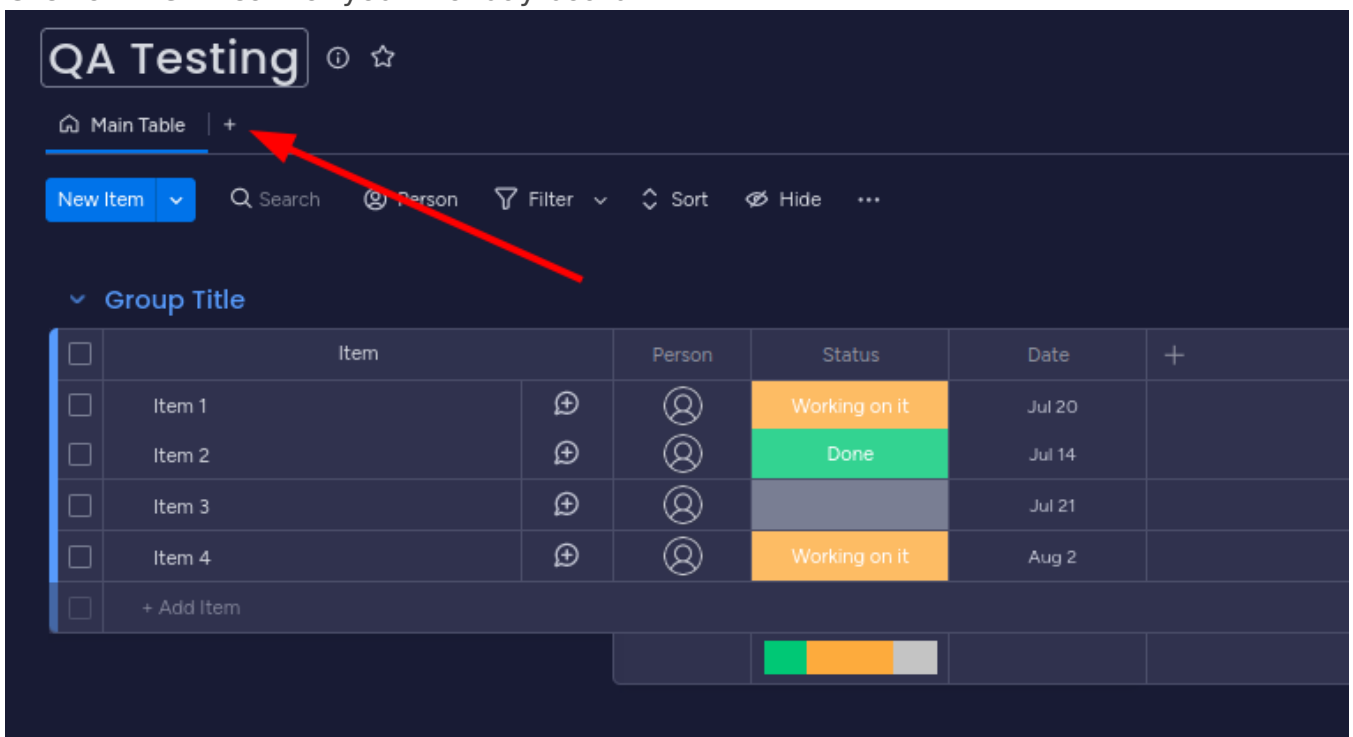 QA Testing
Main Table | +
New Item Search Person Filter Sort Hide ...
Group Title
Item Person Status Date +
Item 1 Working on it Jul 20
Item 2 Done Jul 14
Item 3 Jul 21
Item 4 Working on it Aug 2
+ Add Item